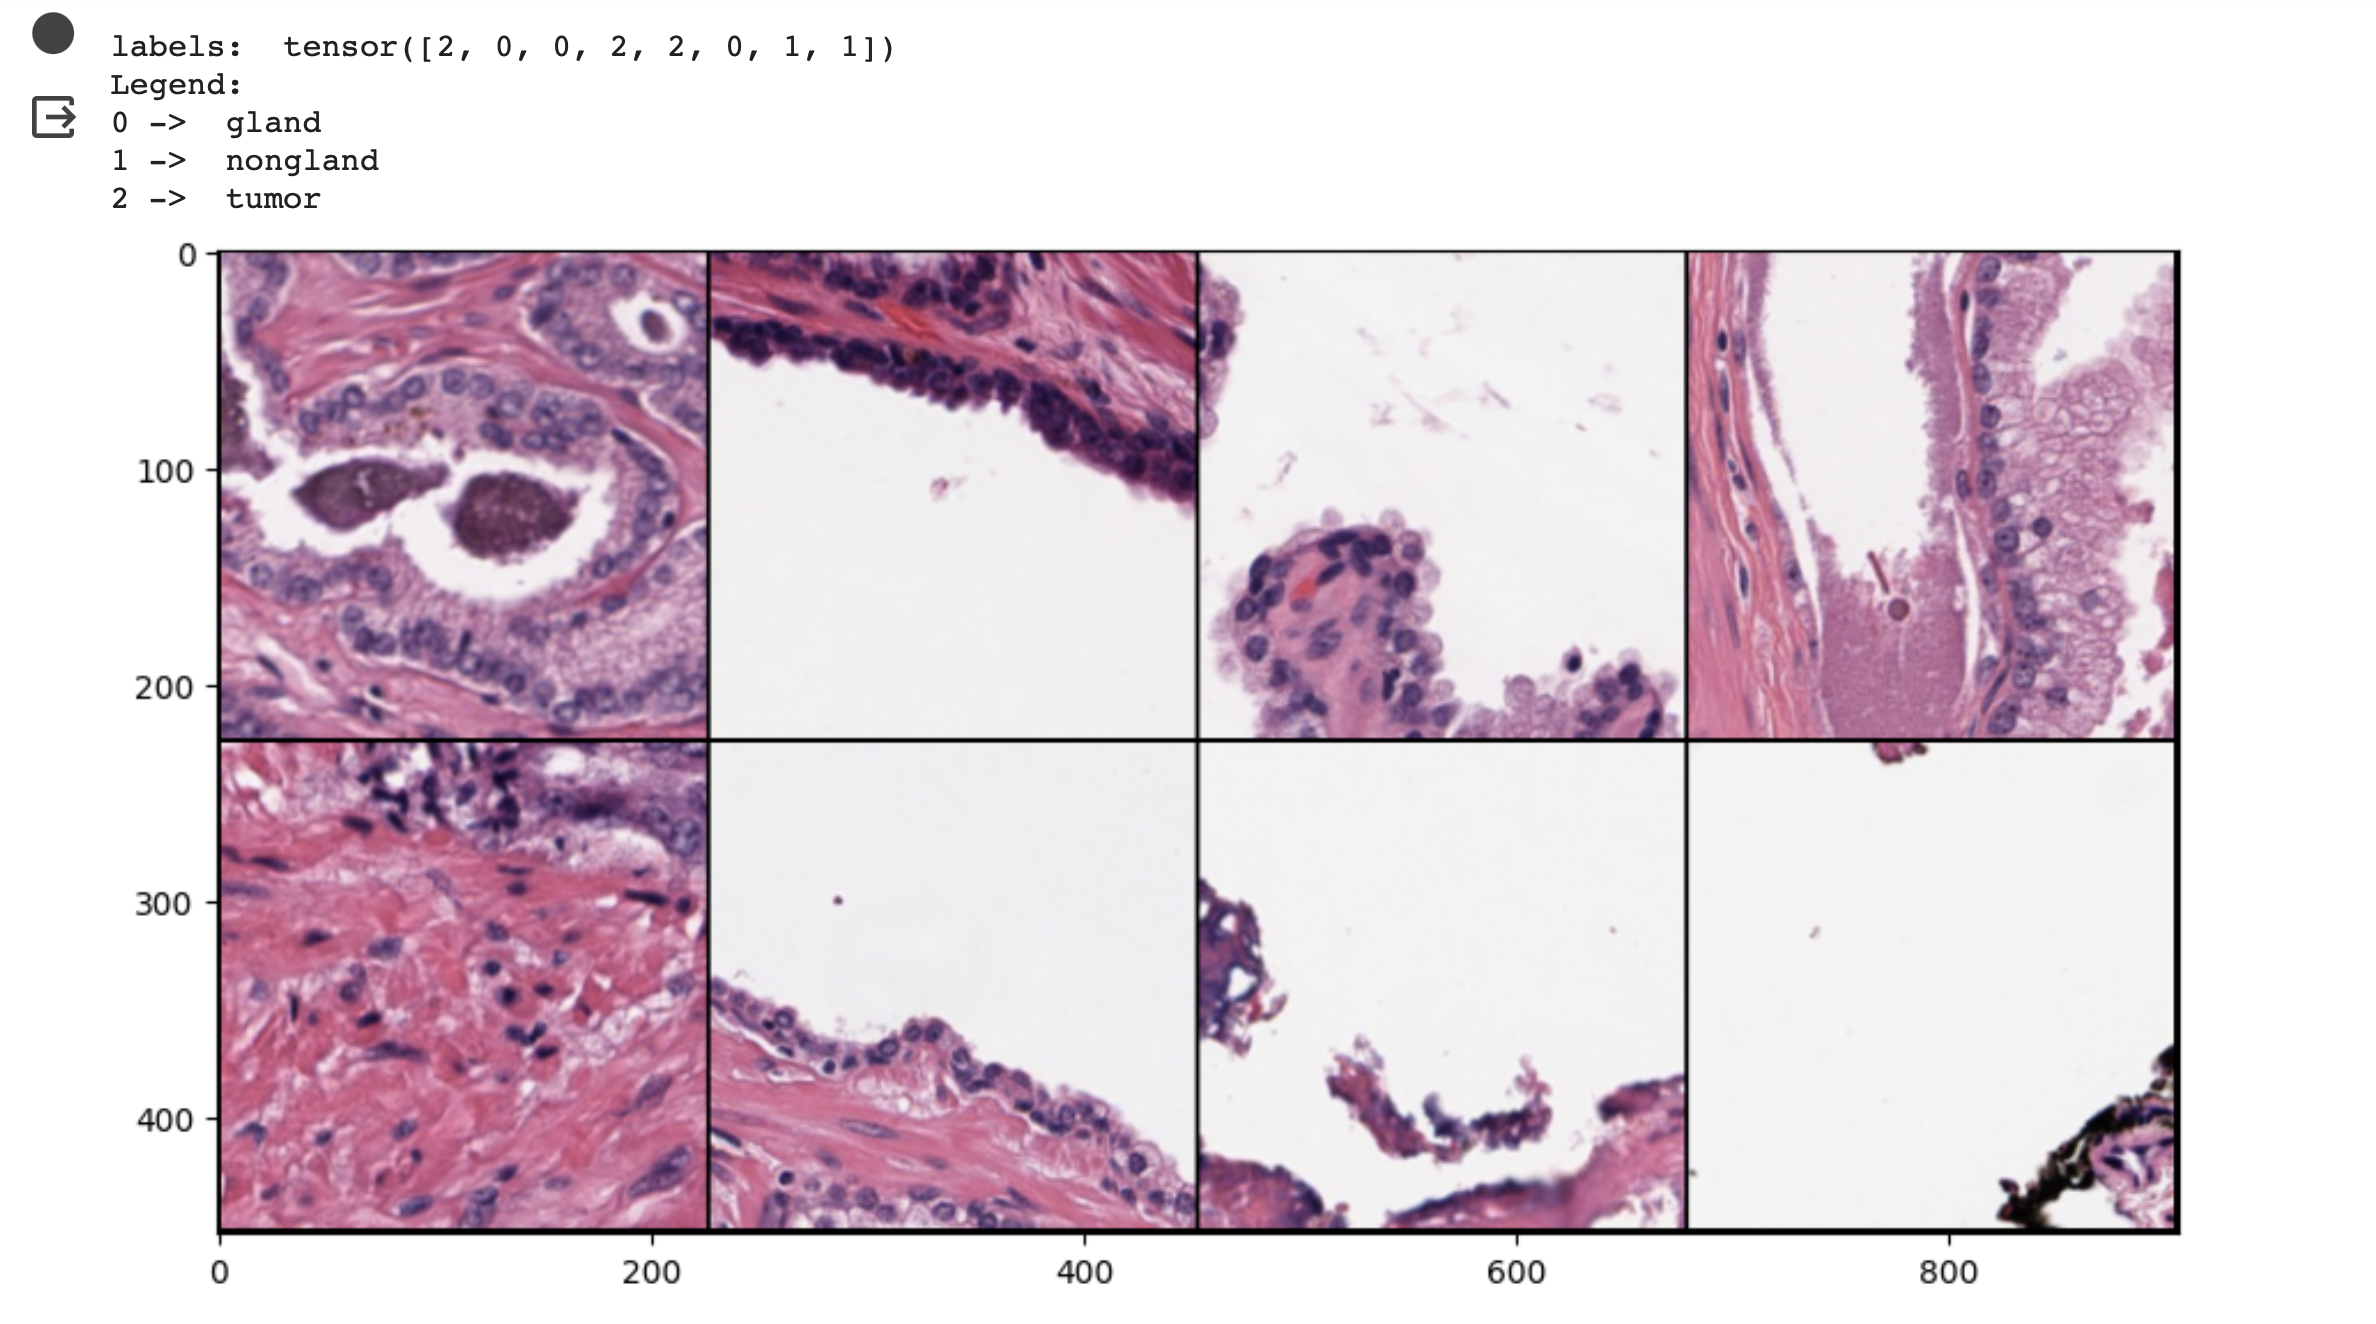 labels:  tensor([2, 0, 0, 2, 2, 0, 1, 1])
Legend:
0 ->  gland
1 ->  nongland
2 ->  tumor
0
100
200
300
400
0 200 400 600 800